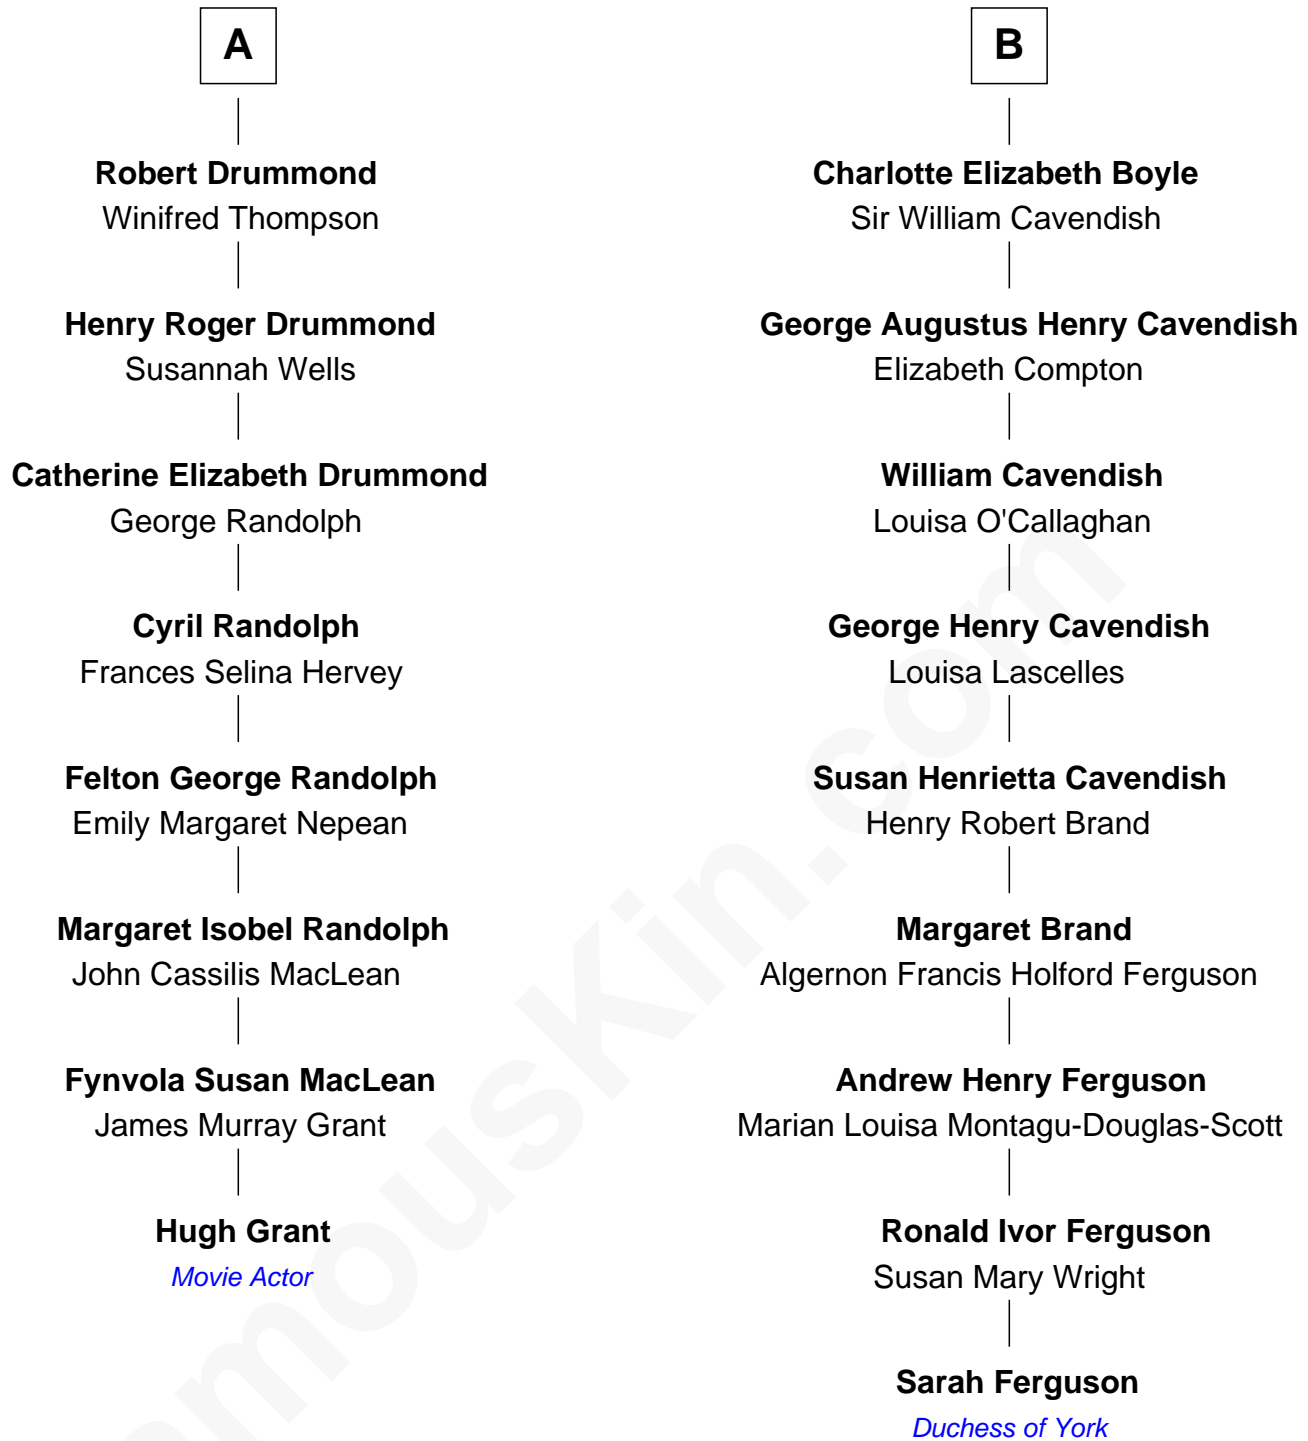 A
Robert Drummond
Winifred Thompson
Henry Roger Drummond
Susannah Wells
Catherine Elizabeth Drummond
George Randolph
Cyril Randolph
Frances Selina Hervey
Felton George Randolph
Emily Margaret Nepean
Margaret Isobel Randolph
John Cassilis MacLean
Fynvola Susan MacLean
James Murray Grant
Hugh Grant
Movie Actor
B
Charlotte Elizabeth Boyle
Sir William Cavendish
George Augustus Henry Cavendish
Elizabeth Compton
William Cavendish
Louisa O'Callaghan
George Henry Cavendish
Louisa Lascelles
Susan Henrietta Cavendish
Henry Robert Brand
Margaret Brand
Algernon Francis Holford Ferguson
Andrew Henry Ferguson
Marian Louisa Montagu-Douglas-Scott
Ronald Ivor Ferguson
Susan Mary Wright
Sarah Ferguson
Duchess of York
amouskin.com